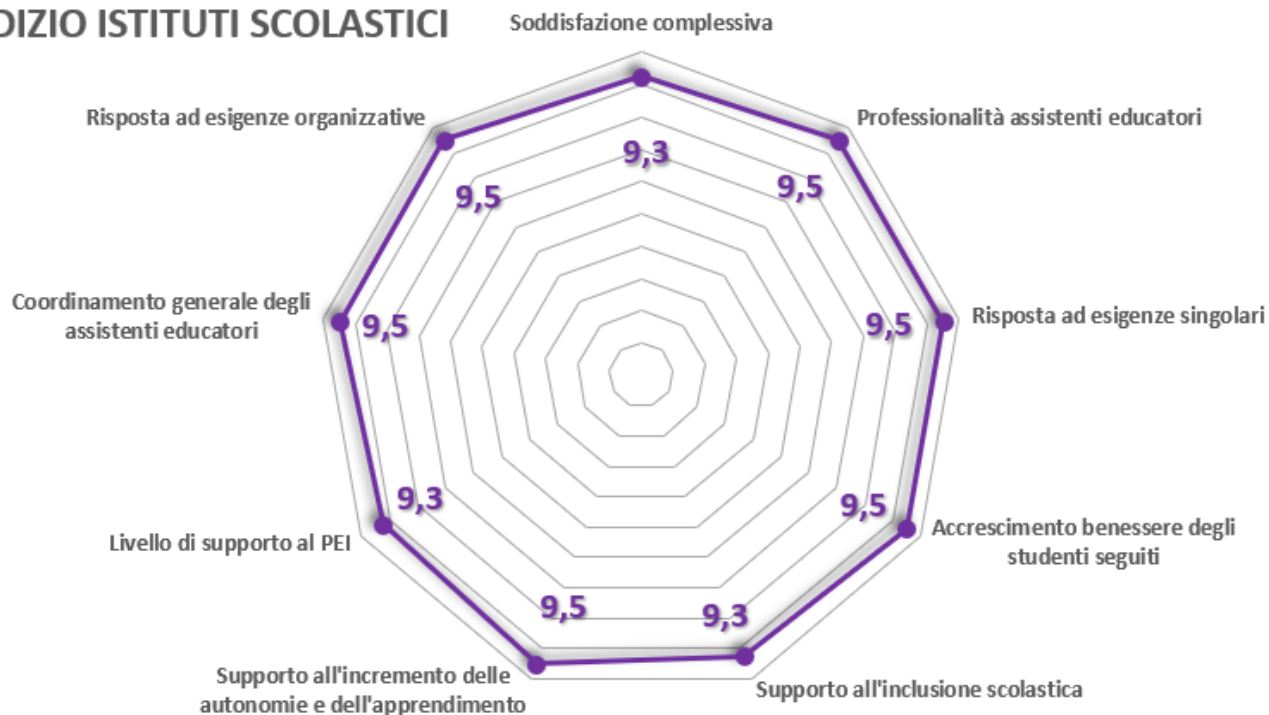 DIZIO ISTITUTI SCOLASTICI
Soddisfazione complessiva
Risposta ad esigenze organizzative
Professionalità assistenti educatori
9,3
9,5
9,5
Coordinamento generale degli
assistenti educatori
9,5
9,5
Risposta ad esigenze singolari
9,3
9,5
Accrescimento benessere degli
studenti seguiti
Livello di supporto al PEI
9,5
9,3
Supporto all'incremento delle
autonomie e dell'apprendimento
Supporto all'inclusione scolastica